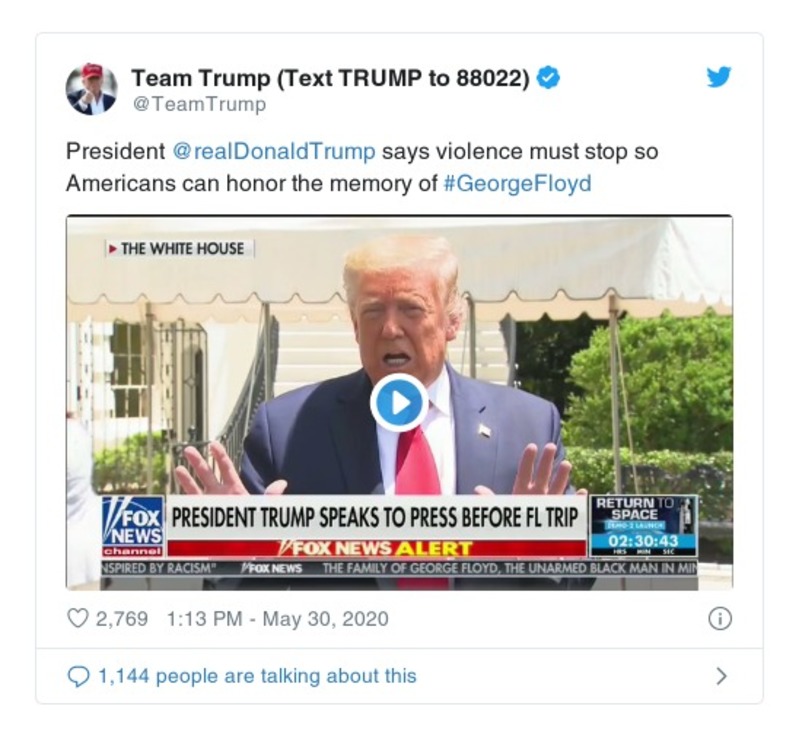 Team Trump (Text TRUMP to 88022)
@TeamTrump
President @realDonaldTrump says violence must stop so
Americans can honor the memory of #GeorgeFloyd
THE WHITE HOUSE
FOX
NEWS
channel
PRESIDENT TRUMP SPEAKS TO PRESS BEFORE FL TRIP
FOX NEWS ALERT
RETURN TO
SPACE
DEMO-2 LAUNCH
02:30:43
HRS MIN SEC
NSPIRED BY RACISM" FOX NEWS THE FAMILY OF GEORGE FLOYD, THE UNARMED BLACK MAN IN MIN
2,769 1:13 PM - May 30, 2020
1,144 people are talking about this